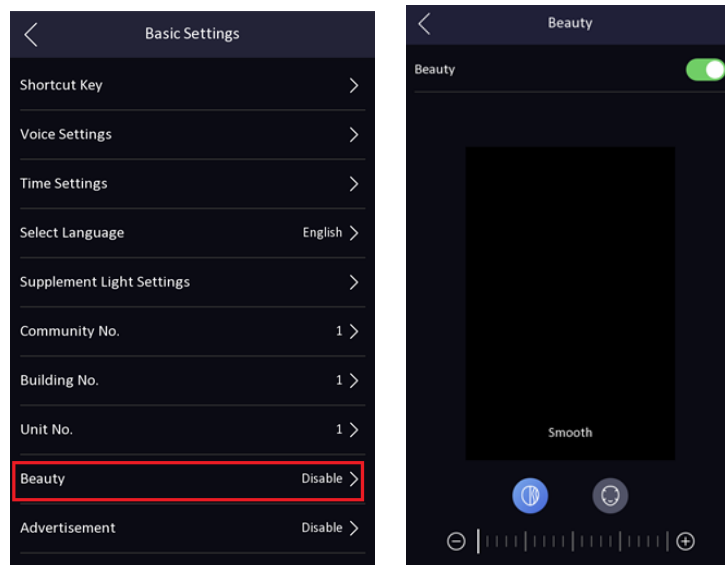 Basic Settings
Shortcut Key
Voice Settings
Time Settings
Select Language English
Supplement Light Settings
Community No. 1
Building No. 1
Unit No. 1
Beauty Disable
Advertisement Disable
Beauty
Beauty
Smooth